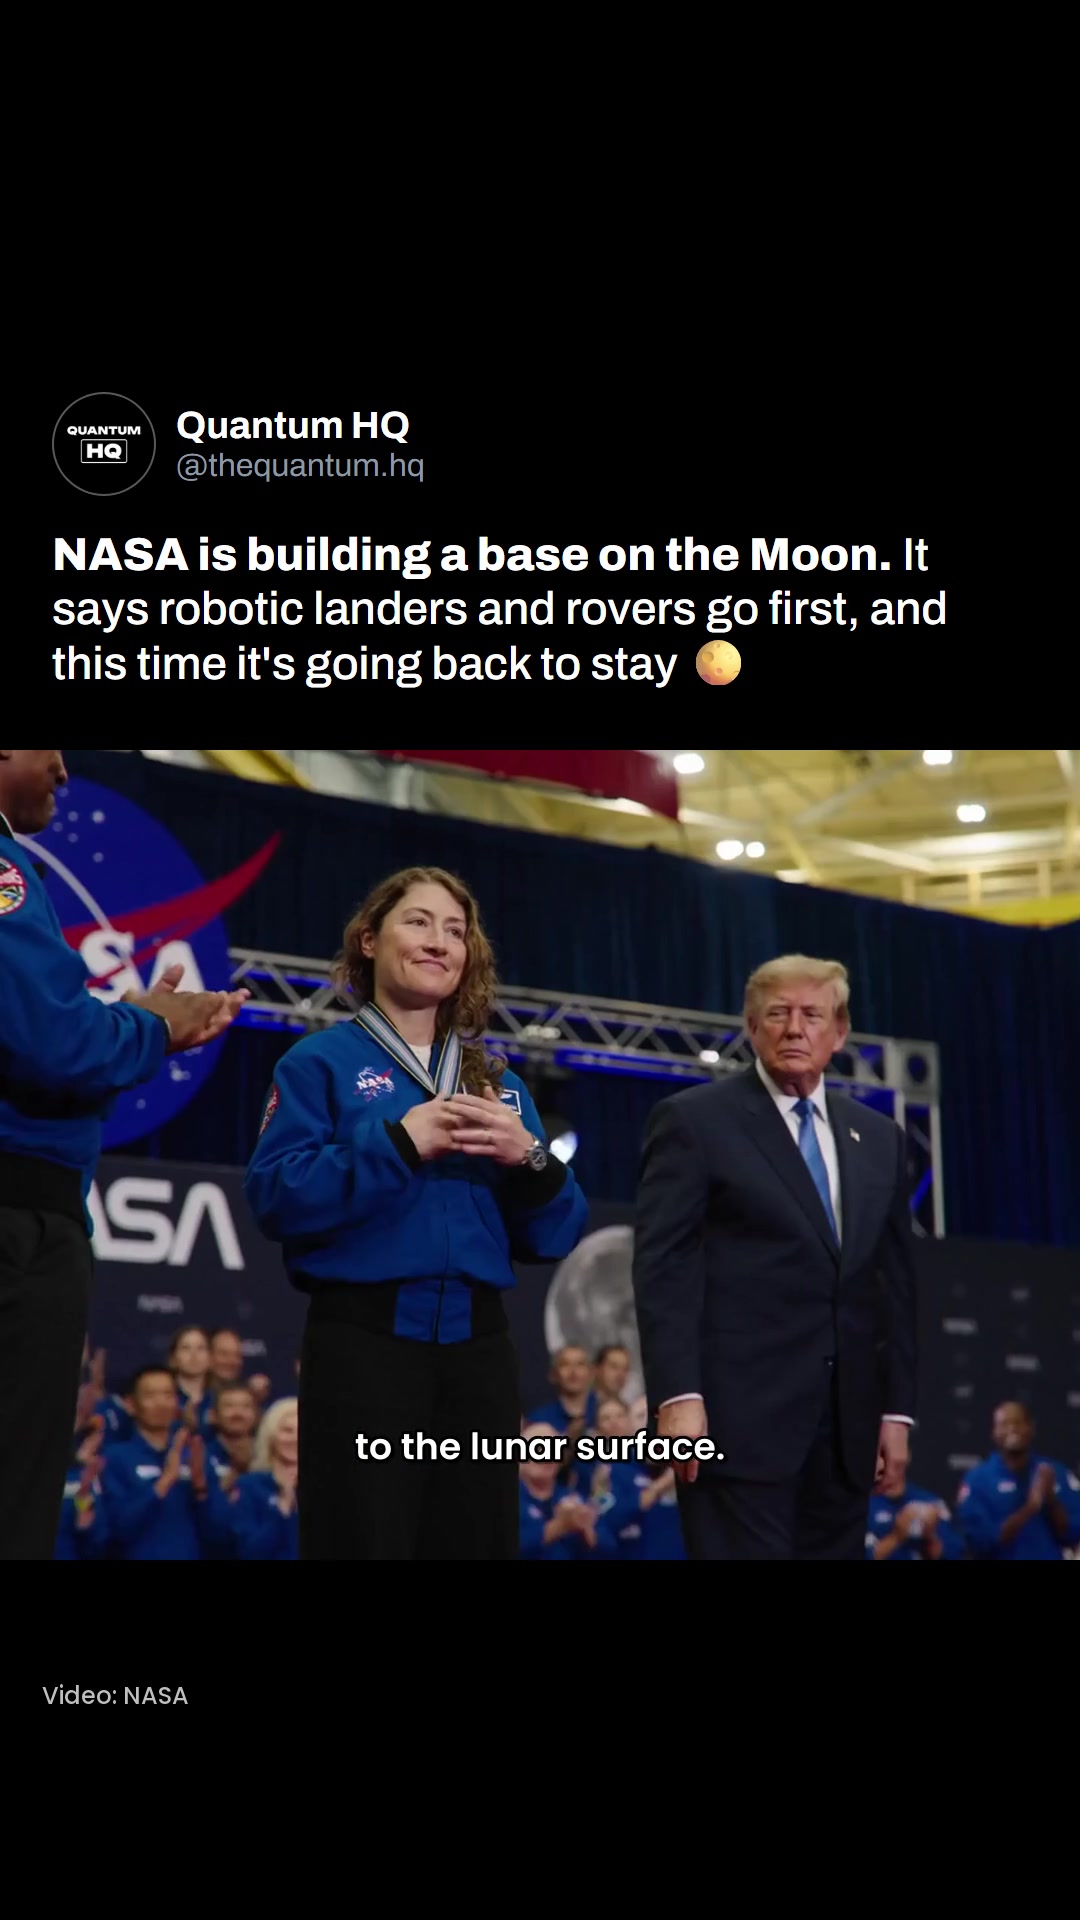 QUANTUM
HQ
Quantum HQ
@thequantum.hq
NASA is building a base on the Moon. It
says robotic landers and rovers go first, and
this time it's going back to stay
SA
NASA
ASA
NASA
to the lunar surface.
Video: NASA